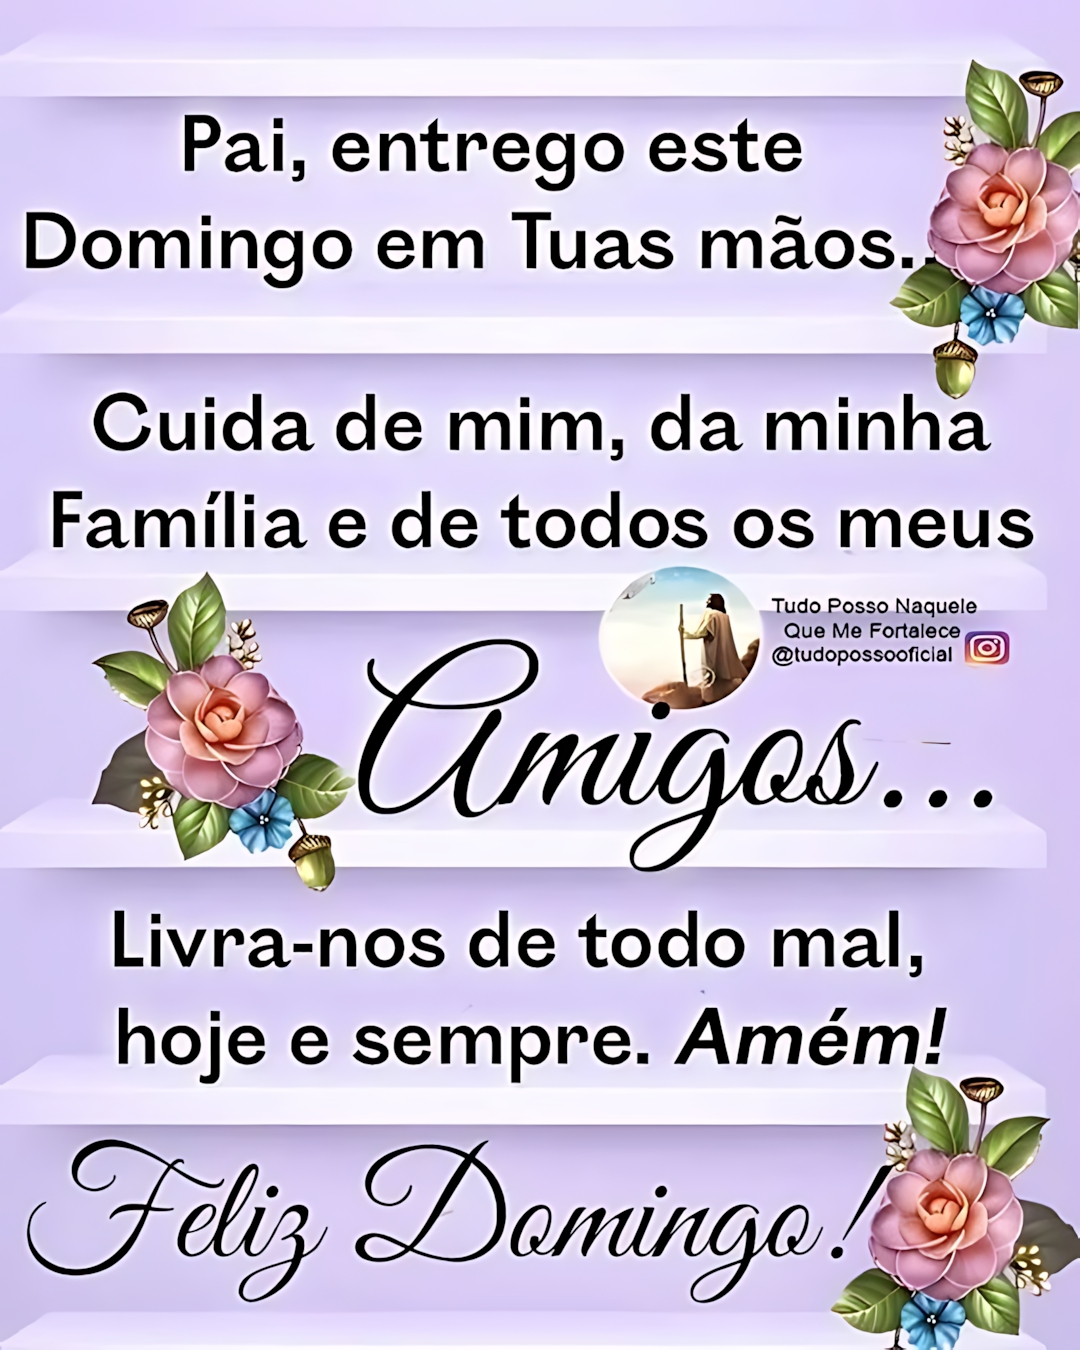 Pai, entrego este
Domingo em Tuas mãos..
Cuida de mim, da minha
Família e de todos os meus
Tudo Posso Naquele
Que Me Fortalece
@tudopossooficial
Amigos...
Livra-nos de todo mal,
hoje e sempre. Amém!
Feliz Domingo!